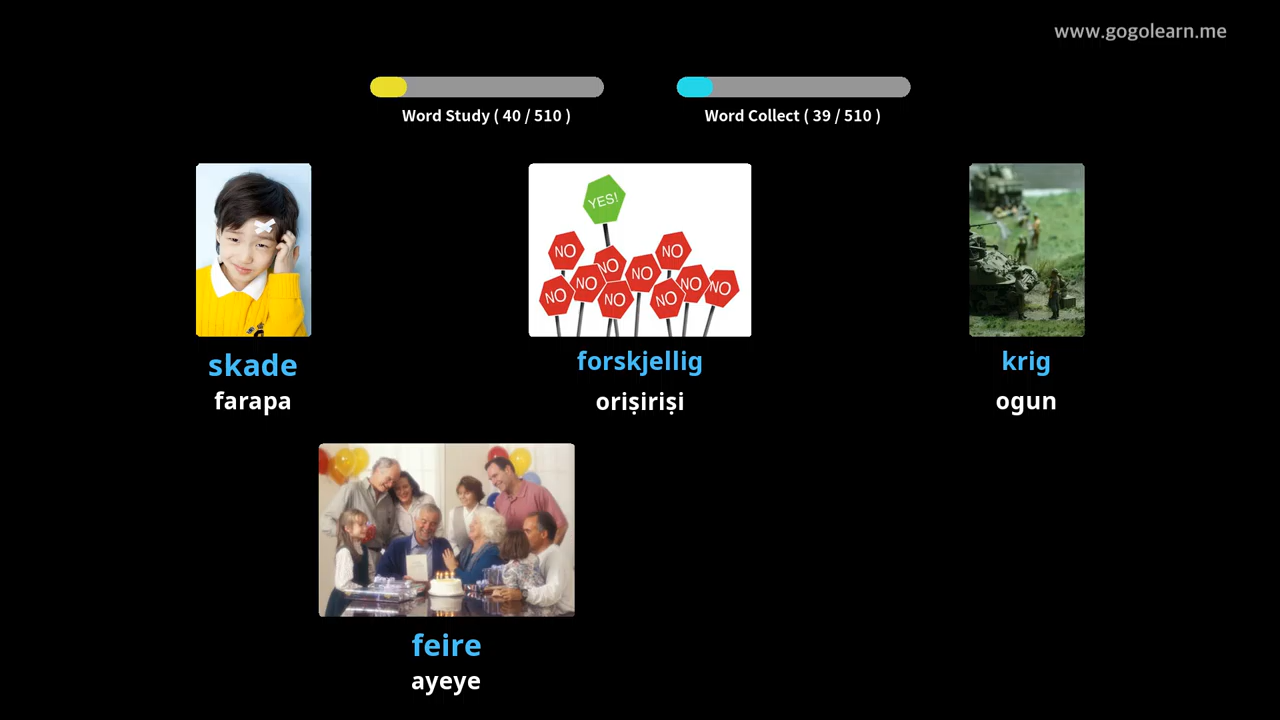 www.gogolearn.me
Word Study ( 40 / 510 )
Word Collect ( 39 / 510 )
YES!
NO
NO
NO
NO
NO
NO
NO
NO
NO
NO
skade
farapa
forskjellig
oriṣiriṣi
krig
ogun
feire
ayeye